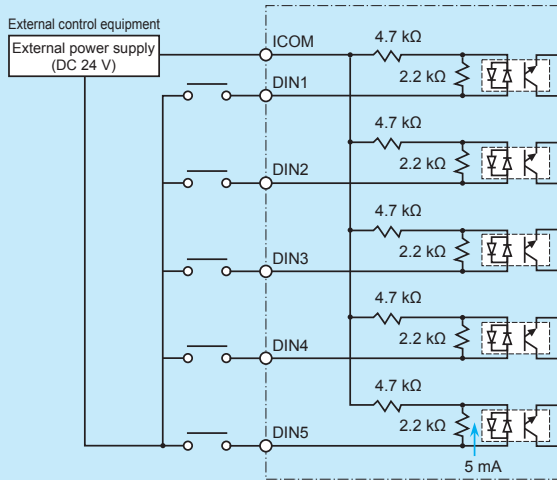 External control equipment
External power supply
(DC 24 V)
ICOM
4.7 kΩ
2.2 kΩ
DIN1
4.7 kΩ
2.2 kΩ
DIN2
4.7 kΩ
2.2 kΩ
DIN3
4.7 kΩ
2.2 kΩ
DIN4
4.7 kΩ
2.2 kΩ
DIN5
5 mA